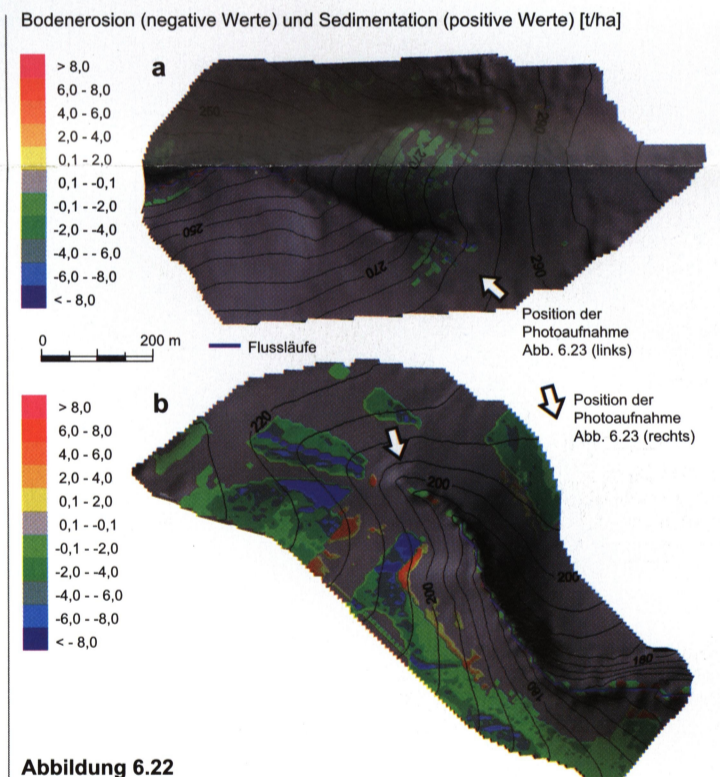 Bodenerosion (negative Werte) und Sedimentation (positive Werte) [t/ha]
a
> 8,0
6,0 - 8,0
4,0 - 6,0
2,0 - 4,0
0,1 - 2,0
0,1 - -0,1
-0,1 - -2,0
-2,0 - -4,0
-4,0 - - 6,0
-6,0 - -8,0
< - 8,0
260
270
280
250
270
290
Position der
Photoaufnahme
Abb. 6.23 (links)
0 200 m
Flussläufe
b
> 8,0
6,0 - 8,0
4,0 - 6,0
2,0 - 4,0
0,1 - 2,0
0,1 - -0,1
-0,1 - -2,0
-2,0 - -4,0
-4,0 - - 6,0
-6,0 - -8,0
< - 8,0
Position der
Photoaufnahme
Abb. 6.23 (rechts)
220
200
200
200
180
180
Abbildung 6.22